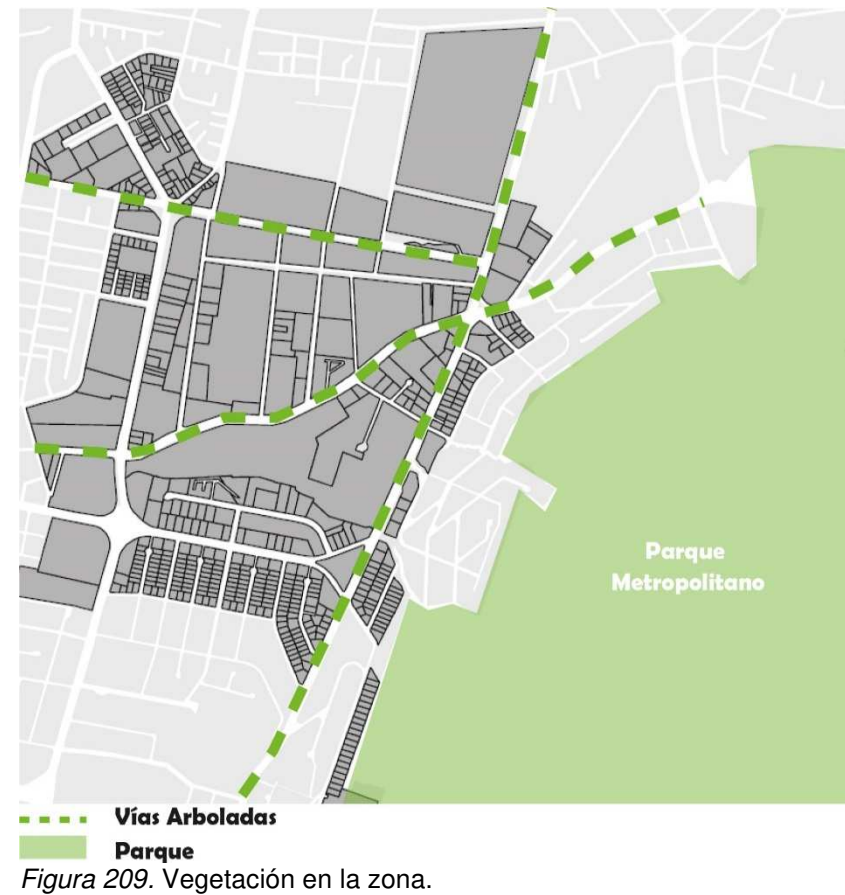 Parque
Metropolitano
Vías Arboladas
Parque
Figura 209. Vegetación en la zona.